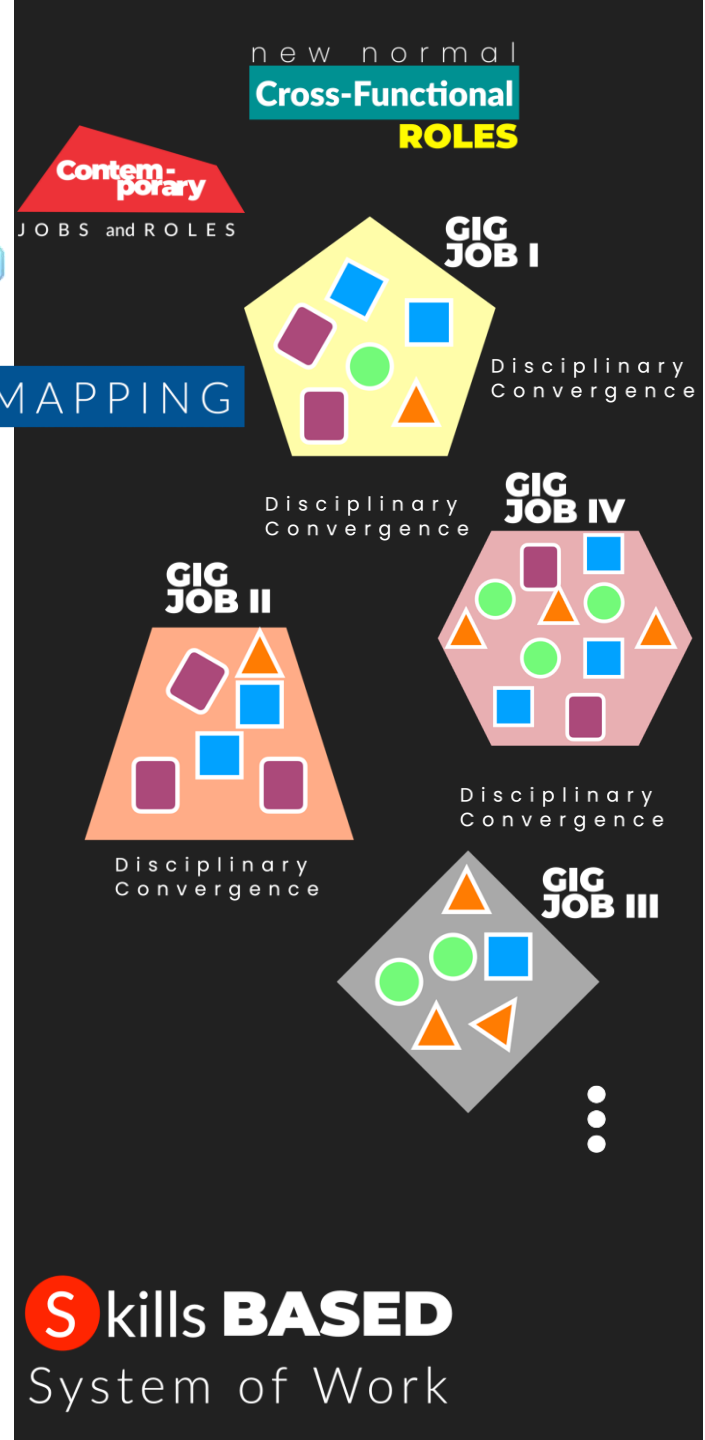 new normal
Cross-Functional
ROLES
Contem-
porary
JOBS and ROLES
GIG
JOB I
Disciplinary
Convergence
MAPPING
Disciplinary
Convergence
GIG
JOB IV
GIG
JOB II
Disciplinary
Convergence
Disciplinary
Convergence
GIG
JOB III
Skills BASED
System of Work